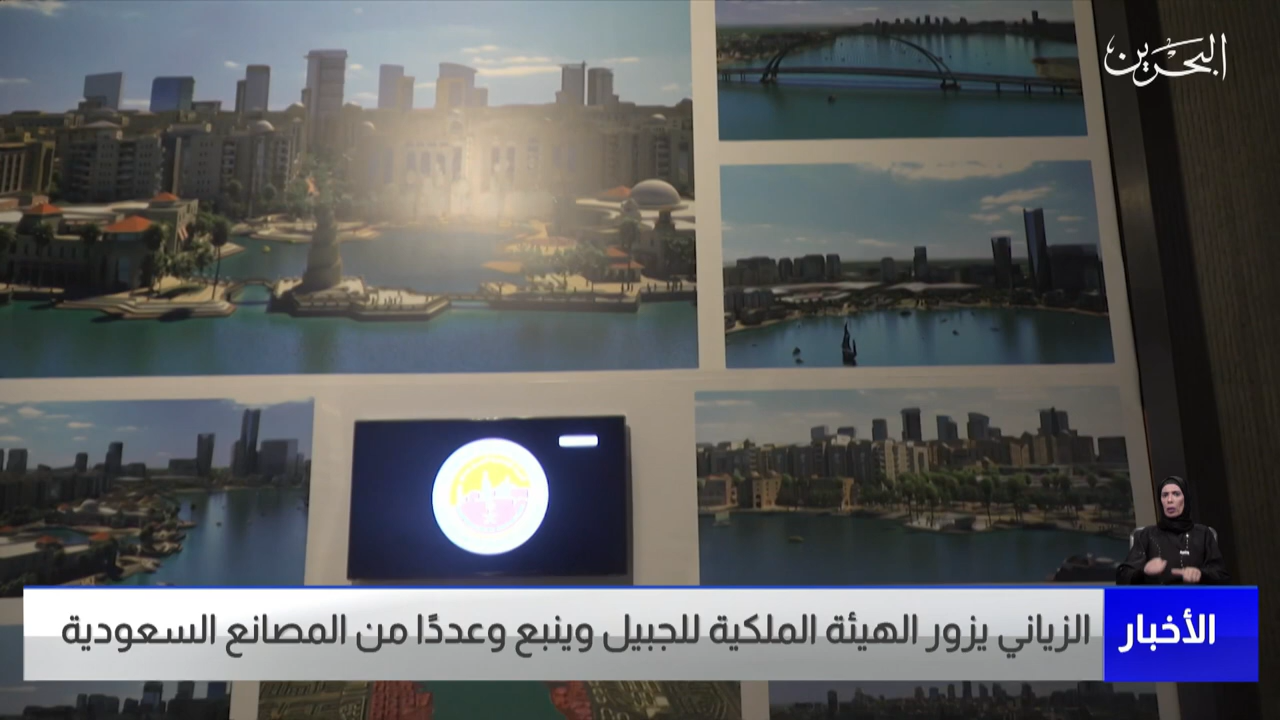 البحرين
الأخبار
الزياني يزور الهيئة الملكية للجبيل وينبع وعددًا من المصانع السعودية